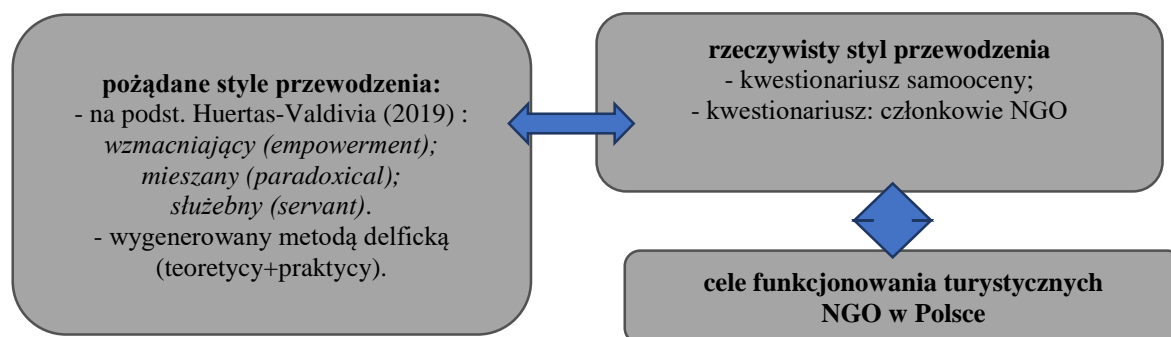 pożądane style przewodzenia:
- na podst. Huertas-Valdivia (2019) :
wzmacniający (empowerment);
mieszany (paradoxical);
służebny (servant).
- wygenerowany metodą delficką
(teoretycy+praktycy).
rzeczywisty styl przewodzenia
- kwestionariusz samooceny;
- kwestionariusz: członkowie NGO
cele funkcjonowania turystycznych
NGO w Polsce